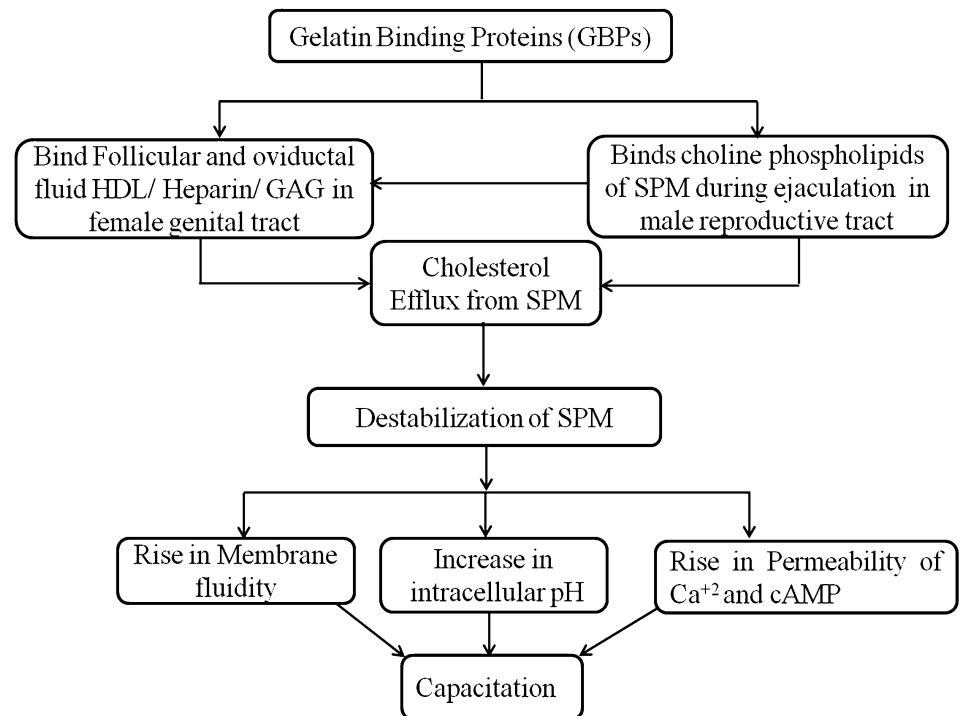 Gelatin Binding Proteins (GBPs)
Bind Follicular and oviductal
fluid HDL/ Heparin/ GAG in
female genital tract
Binds choline phospholipids
of SPM during ejaculation in
male reproductive tract
Cholesterol
Efflux from SPM
Destabilization of SPM
Rise in Membrane
fluidity
Increase in
intracellular pH
Rise in Permeability of
Ca⁺² and cAMP
Capacitation